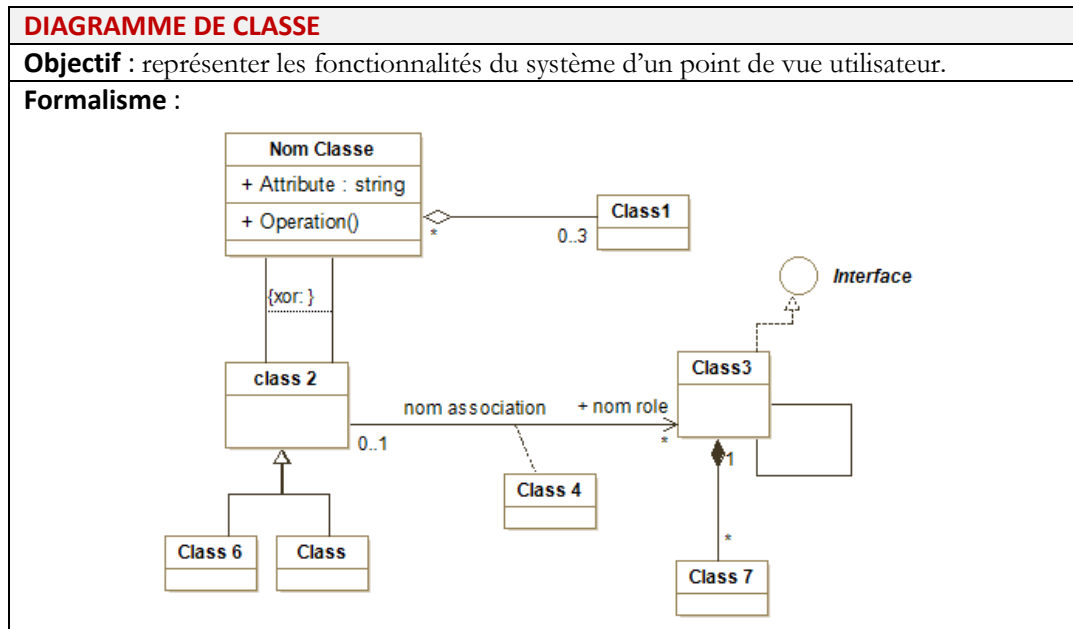 DIAGRAMME DE CLASSE
Objectif : représenter les fonctionnalités du système d'un point de vue utilisateur.
Formalisme :
Nom Classe
+ Attribute : string
+ Operation()
*
0..3
Class1
{xor: }
Interface
class 2
Class3
nom association
+ nom role
0..1
*
1
Class 4
Class 6
Class
*
Class 7